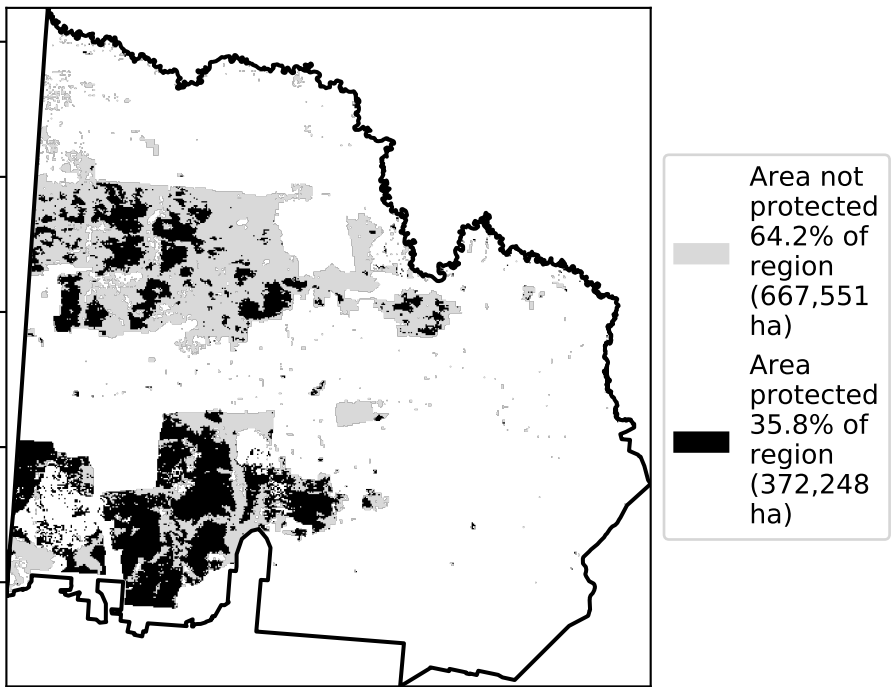 Area not
protected
64.2% of
region
(667,551
ha)
Area
protected
35.8% of
region
(372,248
ha)